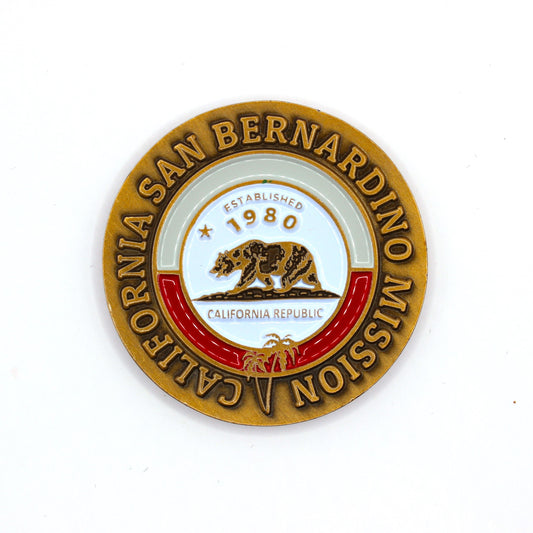 CALIFORNIA SAN BERNARDINO MISSION
ESTABLISHED
1980
CALIFORNIA REPUBLIC